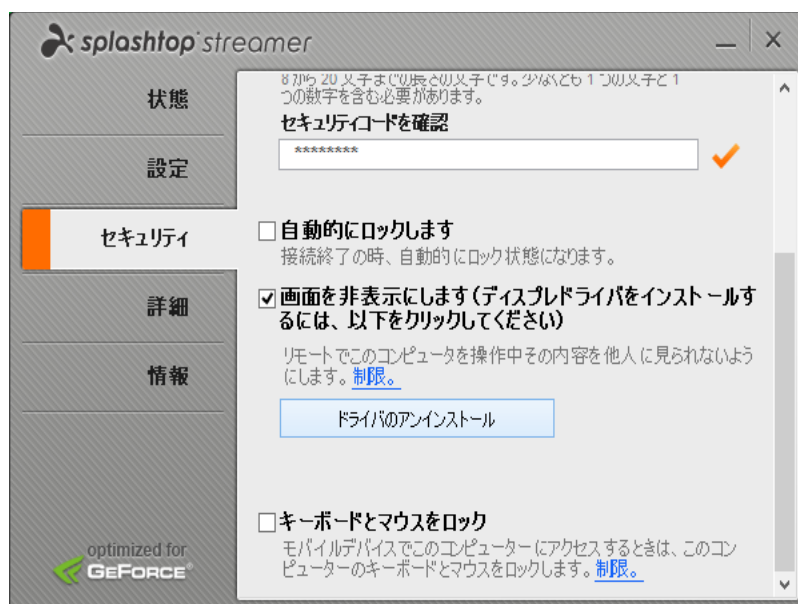 splashtop streamer
状態
設定
セキュリティ
詳細
情報
optimized for
GEFORCE
8から20文字までの長さの文字です。少なくとも1つの文字と1
つの数字を含む必要があります。
セキュリティコードを確認
********
自動的にロックします
接続終了の時、自動的にロック状態になります。
画面を非表示にします(ディスプレドライバをインストールす
るには、以下をクリックしてください)
リモートでこのコンピュータを操作中その内容を他人に見られないよう
にします。制限。
ドライバのアンインストール
キーボードとマウスをロック
モバイルデバイスでこのコンピューターにアクセスするときは、このコン
ピューターのキーボードとマウスをロックします。制限。